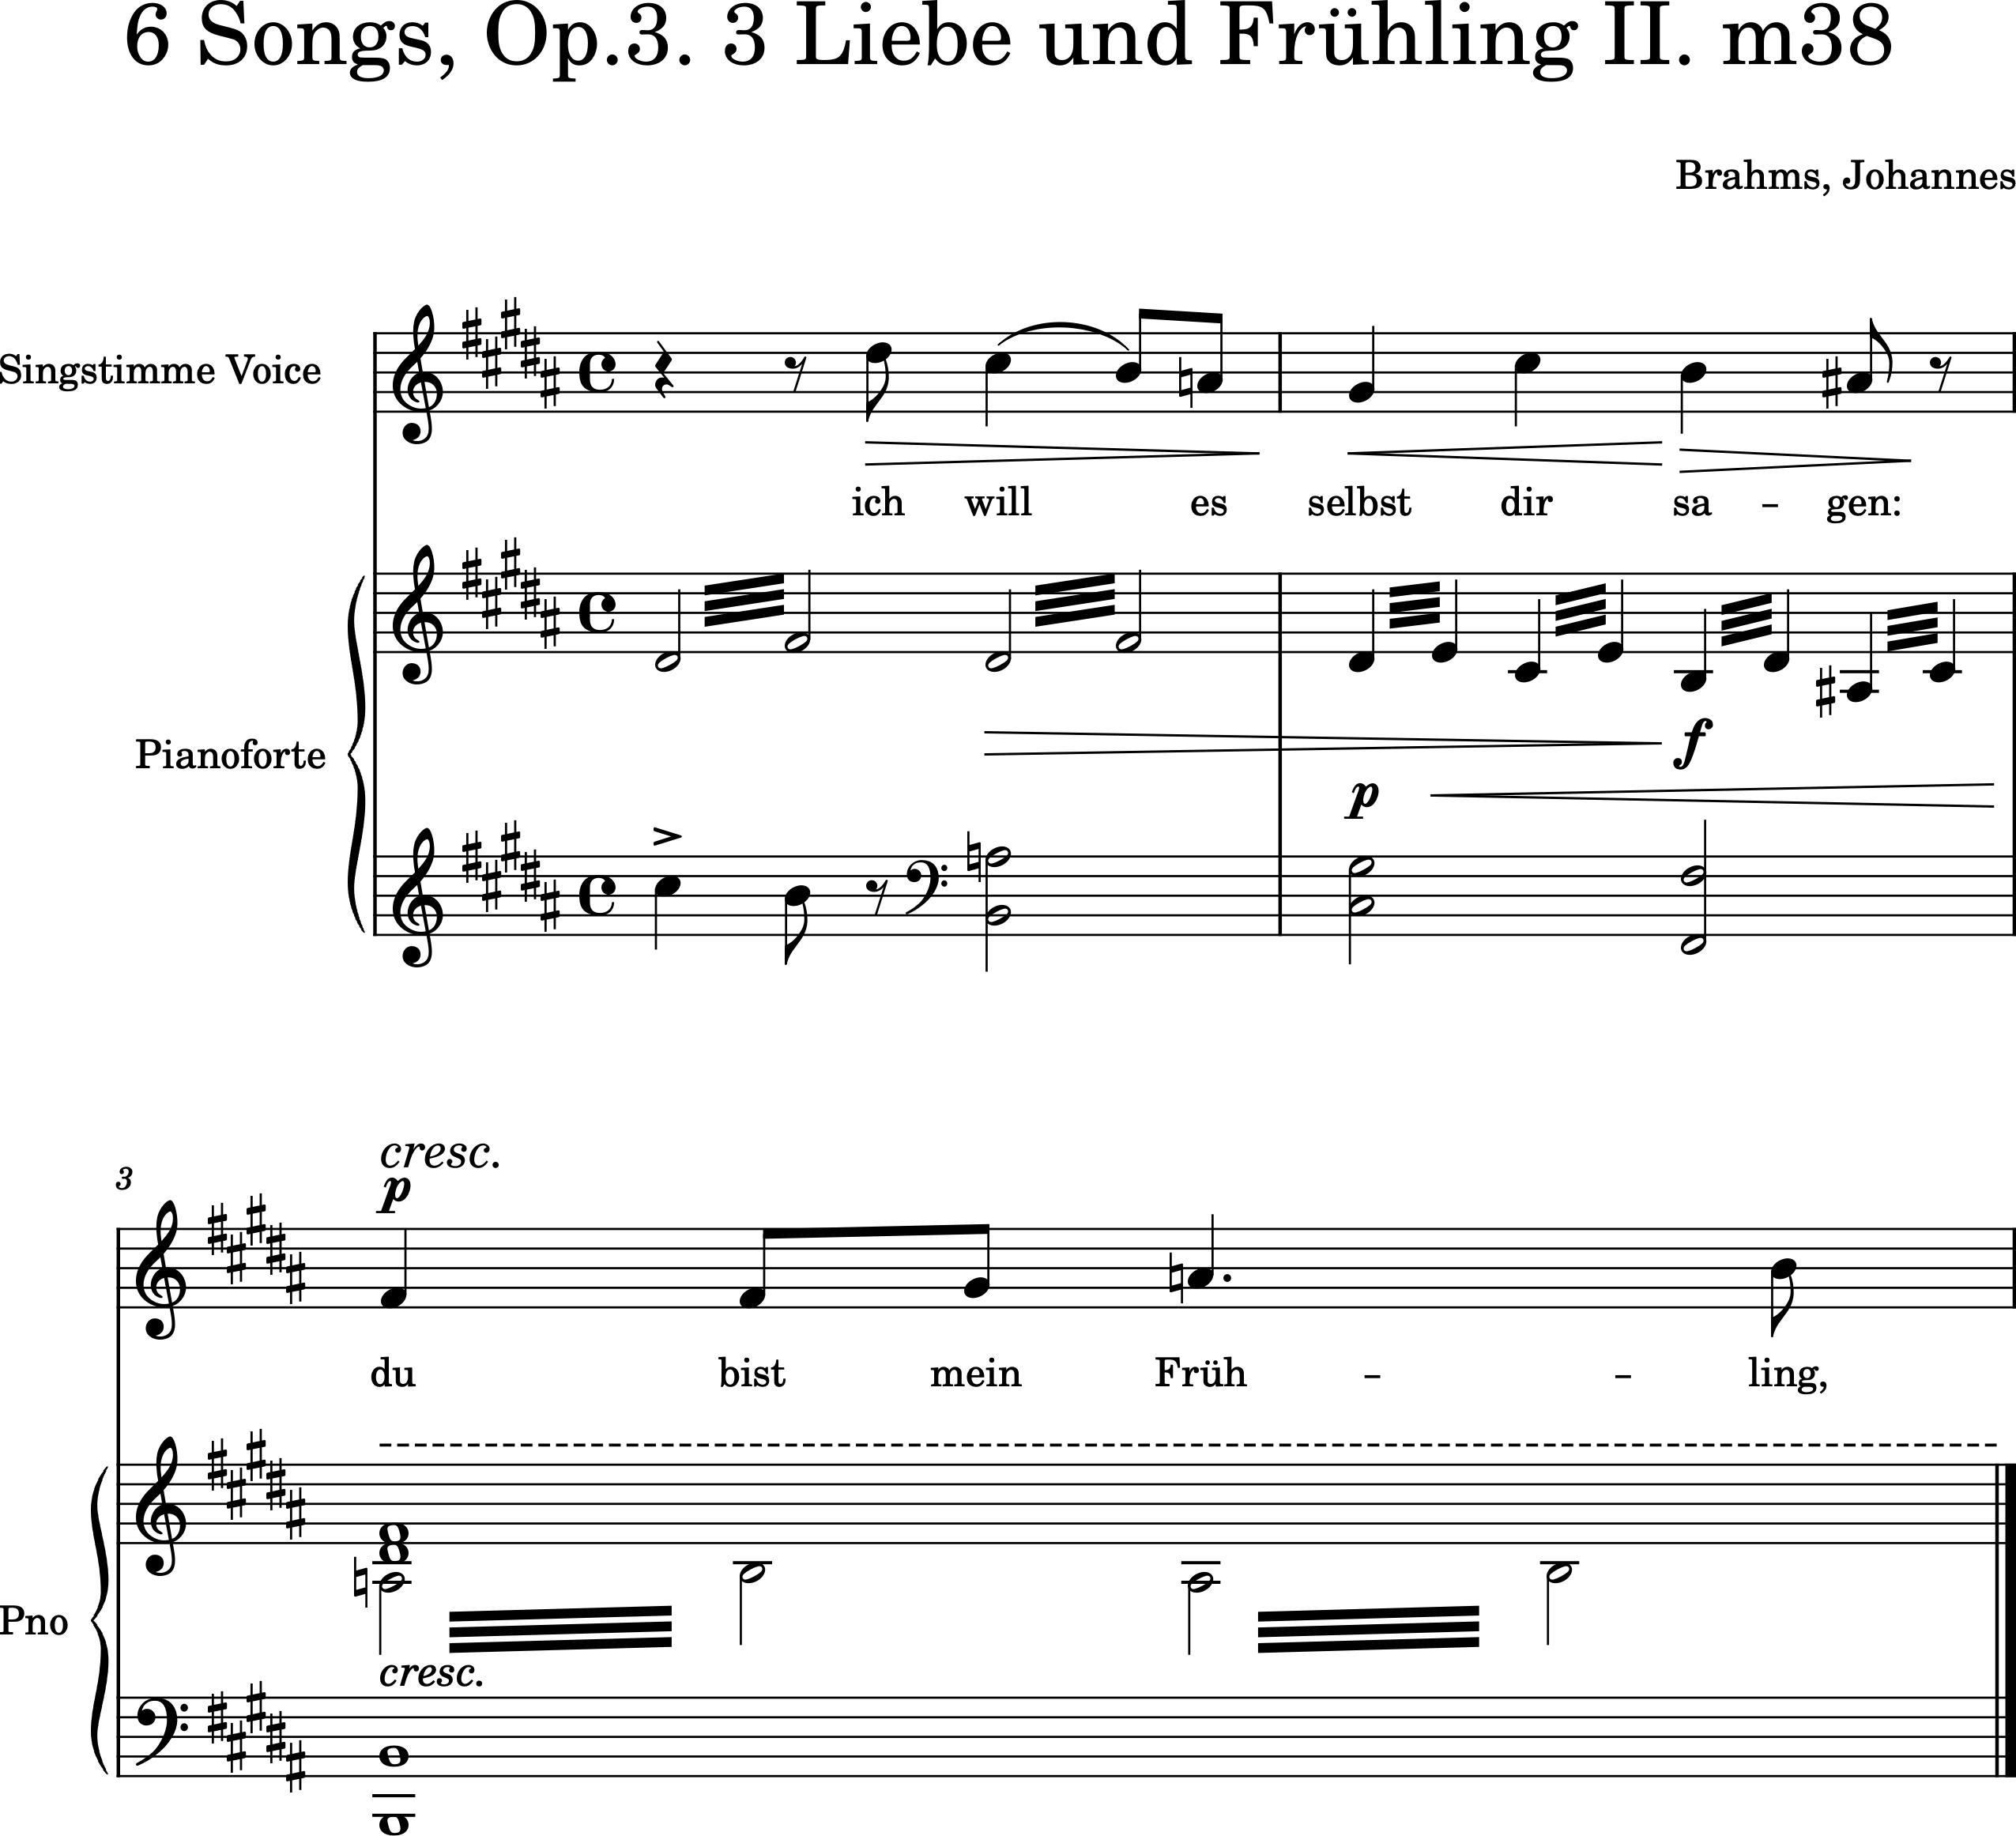 6 Songs, Op.3. 3 Liebe und Frühling II. m38
Brahms, Johannes
Singstimme Voice
ich will es selbst dir sa - gen:
Pianoforte
f
p
cresc.
3
p
du bist mein Früh - - ling,
Pno
cresc.